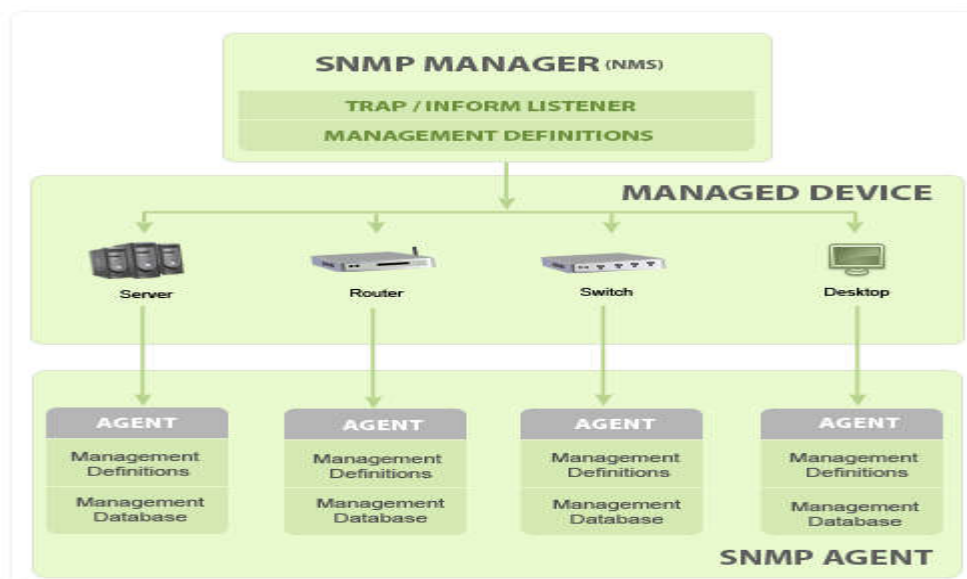 SNMP MANAGER (NMS)
TRAP / INFORM LISTENER
MANAGEMENT DEFINITIONS
MANAGED DEVICE
Server
Router
Switch
Desktop
AGENT
Management
Definitions
Management
Database
AGENT
Management
Definitions
Management
Database
AGENT
Management
Definitions
Management
Database
AGENT
Management
Definitions
Management
Database
SNMP AGENT